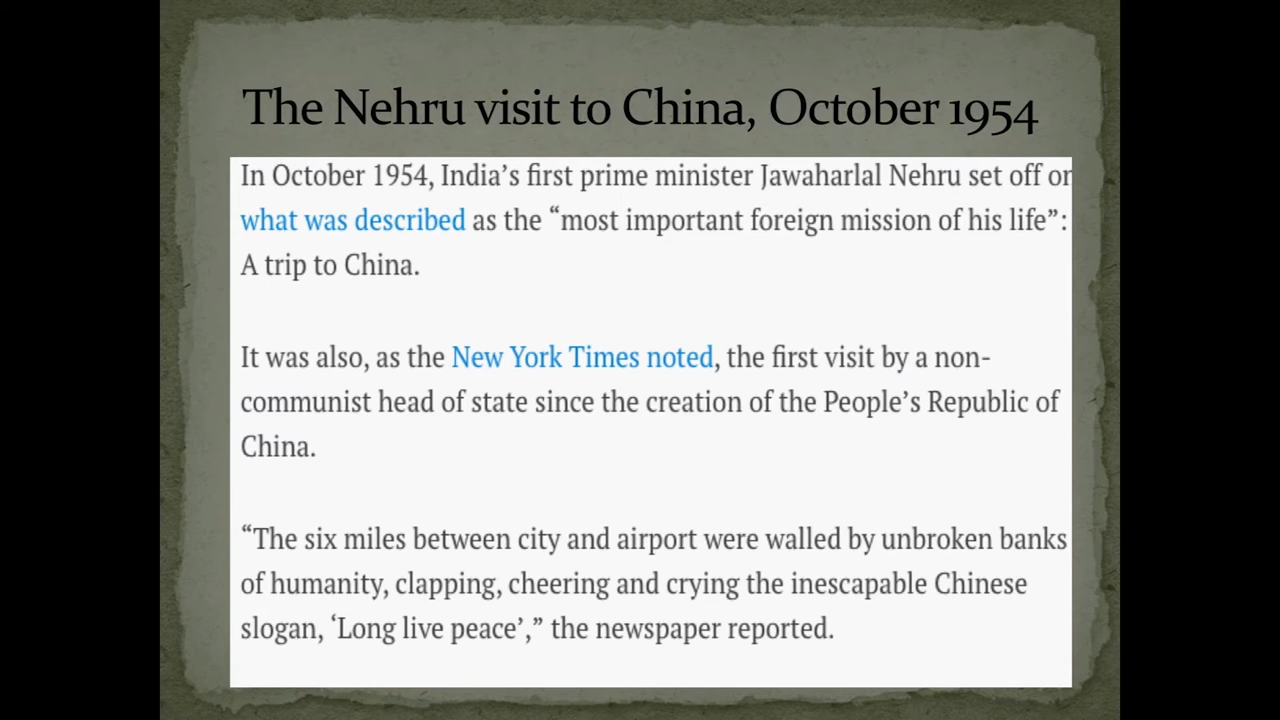 The Nehru visit to China, October 1954
In October 1954, India’s first prime minister Jawaharlal Nehru set off on
what was described as the “most important foreign mission of his life”:
A trip to China.
It was also, as the New York Times noted, the first visit by a non-
communist head of state since the creation of the People’s Republic of
China.
“The six miles between city and airport were walled by unbroken banks
of humanity, clapping, cheering and crying the inescapable Chinese
slogan, ‘Long live peace’,” the newspaper reported.